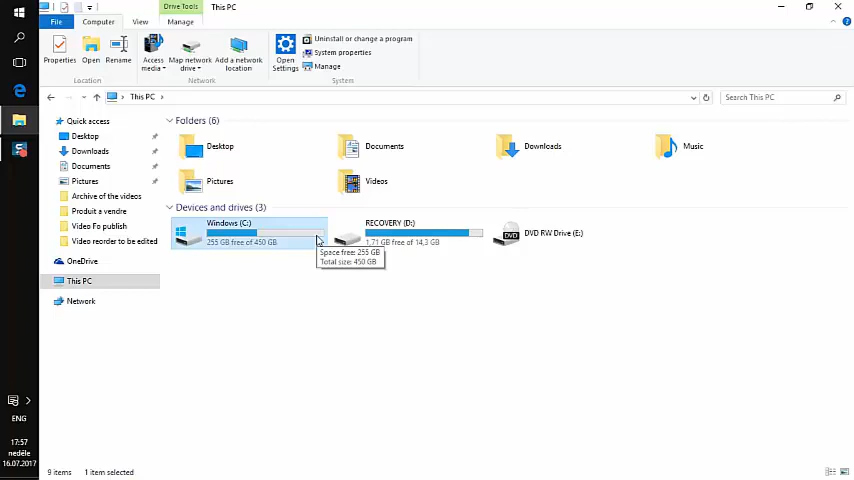 Drive Tools
This PC
File
Computer
View
Manage
Properties
Open
Rename
Access media
Map network drive
Add a network location
Open Settings
Uninstall or change a program
System properties
Manage
Location
Network
System
This PC
Search This PC
Quick access
Desktop
Downloads
Documents
Pictures
Archive of the videos
Produit a vendre
Video Fo publish
Video reorder to be edited
OneDrive
This PC
Network
Folders (6)
Desktop
Documents
Downloads
Music
Pictures
Videos
Devices and drives (3)
Windows (C:)
255 GB free of 450 GB
RECOVERY (D:)
1,71 GB free of 14,3 GB
DVD
DVD RW Drive (E:)
Space free: 255 GB
Total size: 450 GB
ENG
17:57
neděle
16.07.2017
9 items
1 item selected